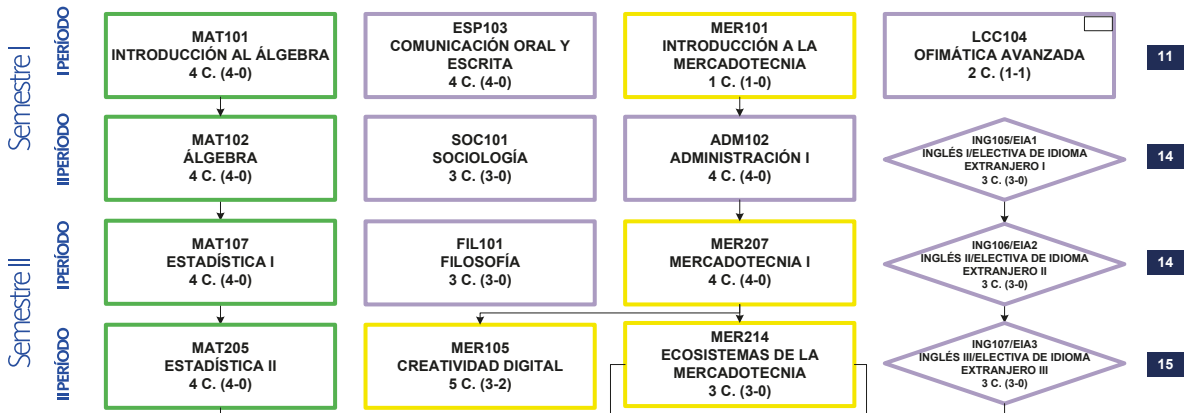 Semestre I
I PERÍODO
MAT101
INTRODUCCIÓN AL ÁLGEBRA
4 C. (4-0)
ESP103
COMUNICACIÓN ORAL Y
ESCRITA
4 C. (4-0)
MER101
INTRODUCCIÓN A LA
MERCADOTECNIA
1 C. (1-0)
LCC104
OFIMÁTICA AVANZADA
2 C. (1-1)
11
II PERÍODO
MAT102
ÁLGEBRA
4 C. (4-0)
SOC101
SOCIOLOGÍA
3 C. (3-0)
ADM102
ADMINISTRACIÓN I
4 C. (4-0)
ING105/EIA1
INGLÉS I/ELECTIVA DE IDIOMA
EXTRANJERO I
3 C. (3-0)
14
Semestre II
I PERÍODO
MAT107
ESTADÍSTICA I
4 C. (4-0)
FIL101
FILOSOFÍA
3 C. (3-0)
MER207
MERCADOTECNIA I
4 C. (4-0)
ING106/EIA2
INGLÉS II/ELECTIVA DE IDIOMA
EXTRANJERO II
3 C. (3-0)
14
II PERÍODO
MAT205
ESTADÍSTICA II
4 C. (4-0)
MER105
CREATIVIDAD DIGITAL
5 C. (3-2)
MER214
ECOSISTEMAS DE LA
MERCADOTECNIA
3 C. (3-0)
ING107/EIA3
INGLÉS III/ELECTIVA DE IDIOMA
EXTRANJERO III
3 C. (3-0)
15